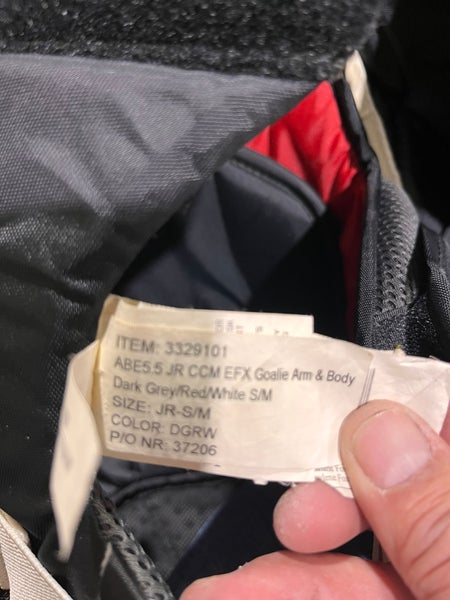 ITEM: 3329101
ABE5.5 JR CCM EFX Goalie Arm & Body
Dark Grey/Red/White S/M
SIZE: JR-S/M
COLOR: DGRW
P/O NR: 37206